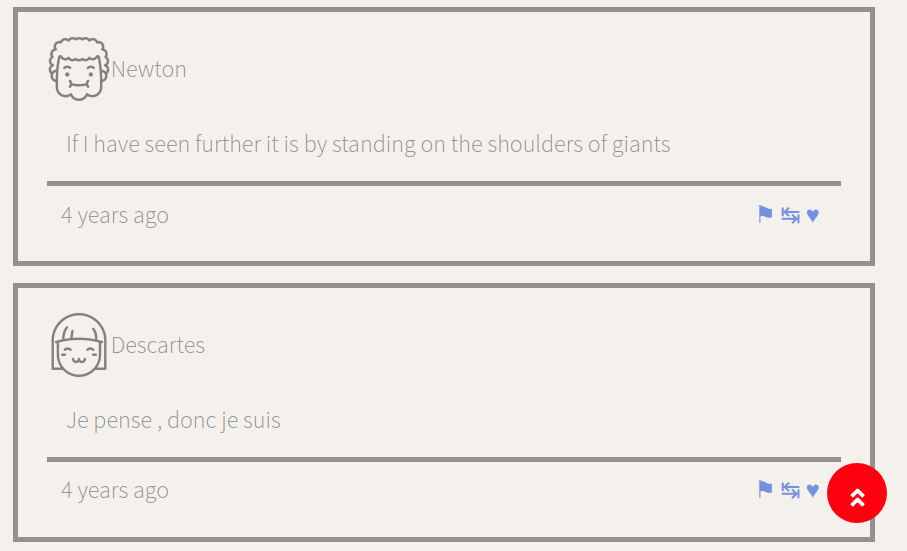 Newton
If I have seen further it is by standing on the shoulders of giants
4 years ago
Descartes
Je pense , donc je suis
4 years ago